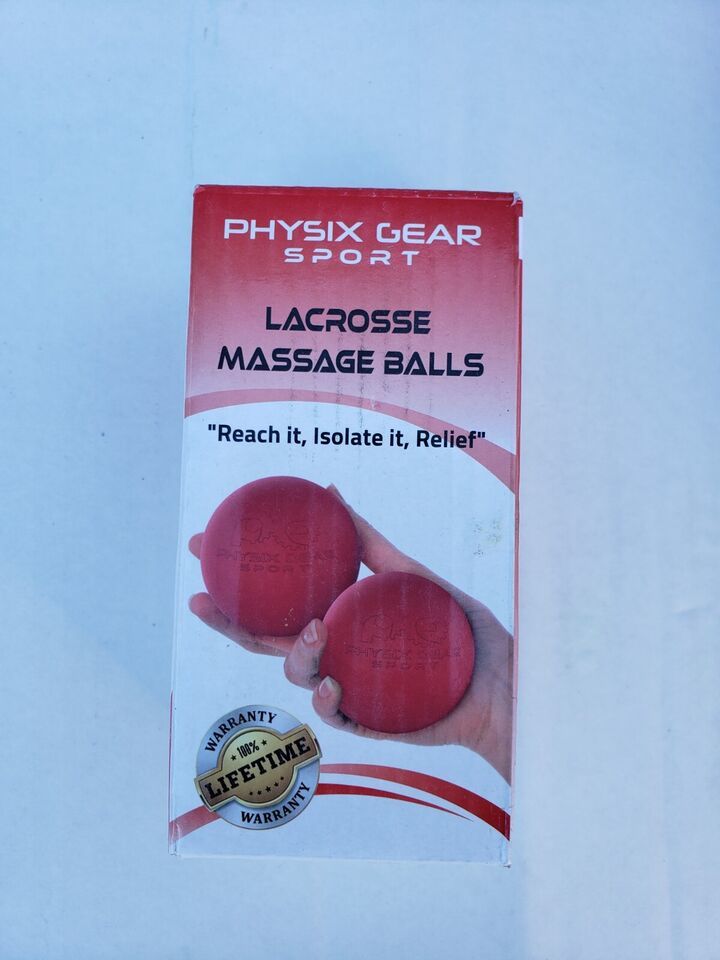 PHYSIX GEAR
SPORT
LACROSSE
MASSAGE BALLS
"Reach it, Isolate it, Relief"
PHYSIX GEAR
SPORT
PHYSIX GEAR
SPORT
WARRANTY
100%
LIFETIME
WARRANTY